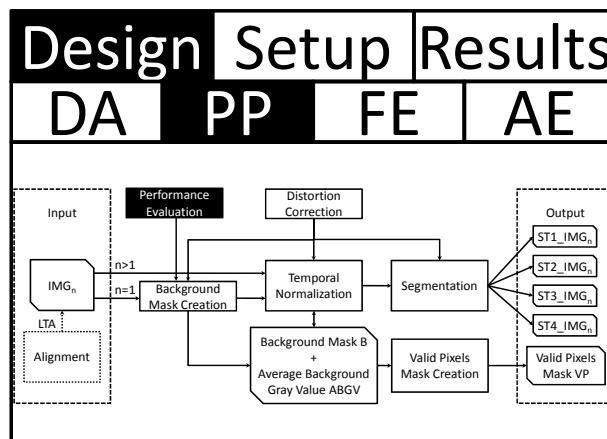 Design Setup Results
DA PP FE AE
Performance
Evaluation
Distortion
Correction
Input
Output
IMGn
n>1
n=1
LTA
Alignment
Background
Mask Creation
Temporal
Normalization
Segmentation
ST1_IMGn
ST2_IMGn
ST3_IMGn
ST4_IMGn
Background Mask B
+
Average Background
Gray Value ABGV
Valid Pixels
Mask Creation
Valid Pixels
Mask VP